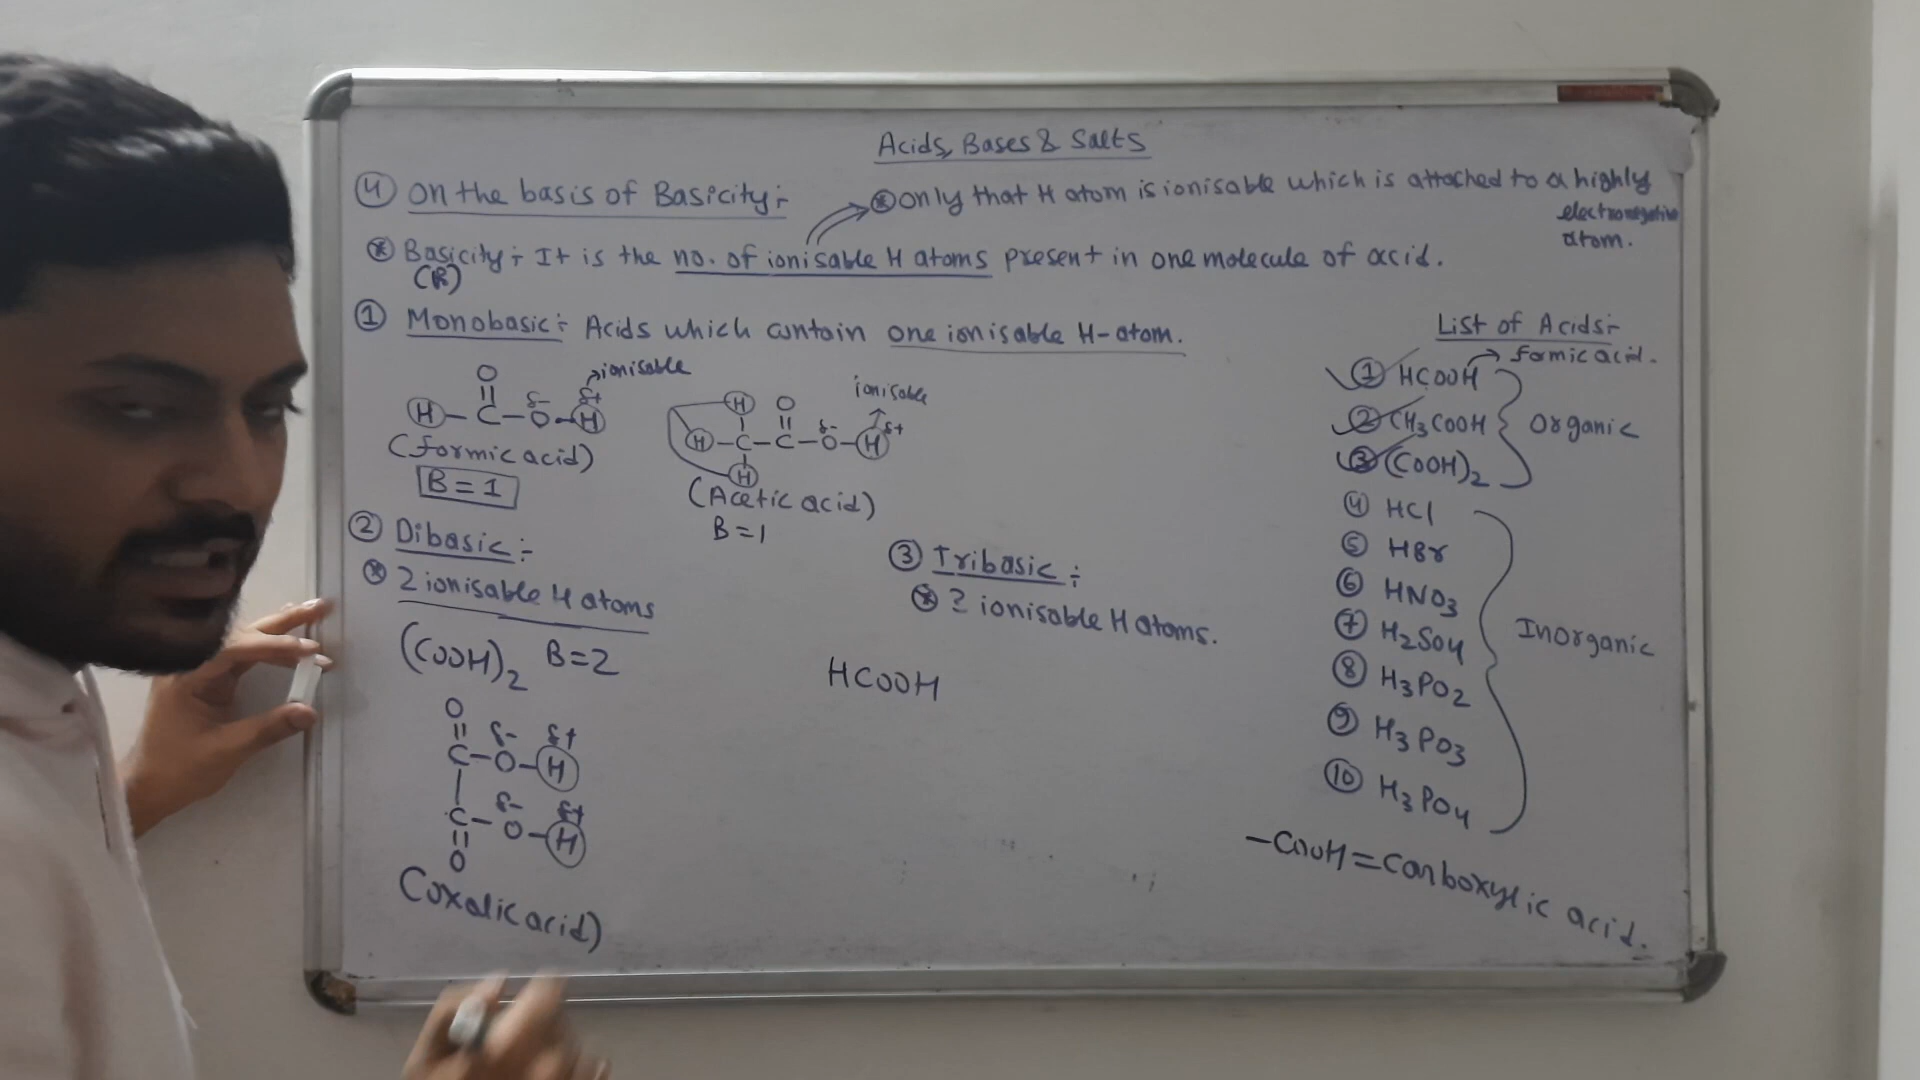 Acids, Bases & Salts
④ On the basis of Basicity :-
⊛ only that H atom is ionisable which is attached to a highly
electronegative
atom.
⊛ Basicity :- It is the no. of ionisable H atoms present in one molecule of acid.
(B)
① Monobasic :- Acids which contain one ionisable H-atom.
ionisable
O
H - C - O - H
δ- δ+
(formic acid)
B = 1
ionisable
H O
H - C - C - O - H
δ- δ+
H
(Acetic acid)
B = 1
② Dibasic :-
⊛ 2 ionisable H atoms
(COOH)₂ B=2
O
δ- δ+
C - O - H
δ- δ+
C - O - H
O
(oxalic acid)
③ Tribasic :-
⊛ 3 ionisable H atoms.
HCOOH
List of Acids :-
① HCOOH → formic acid.
② CH₃COOH
③ (COOH)₂
Organic
④ HCl
⑤ HBr
⑥ HNO₃
⑦ H₂SO₄
⑧ H₃PO₂
⑨ H₃PO₃
⑩ H₃PO₄
Inorganic
-COOH = carboxylic acid.